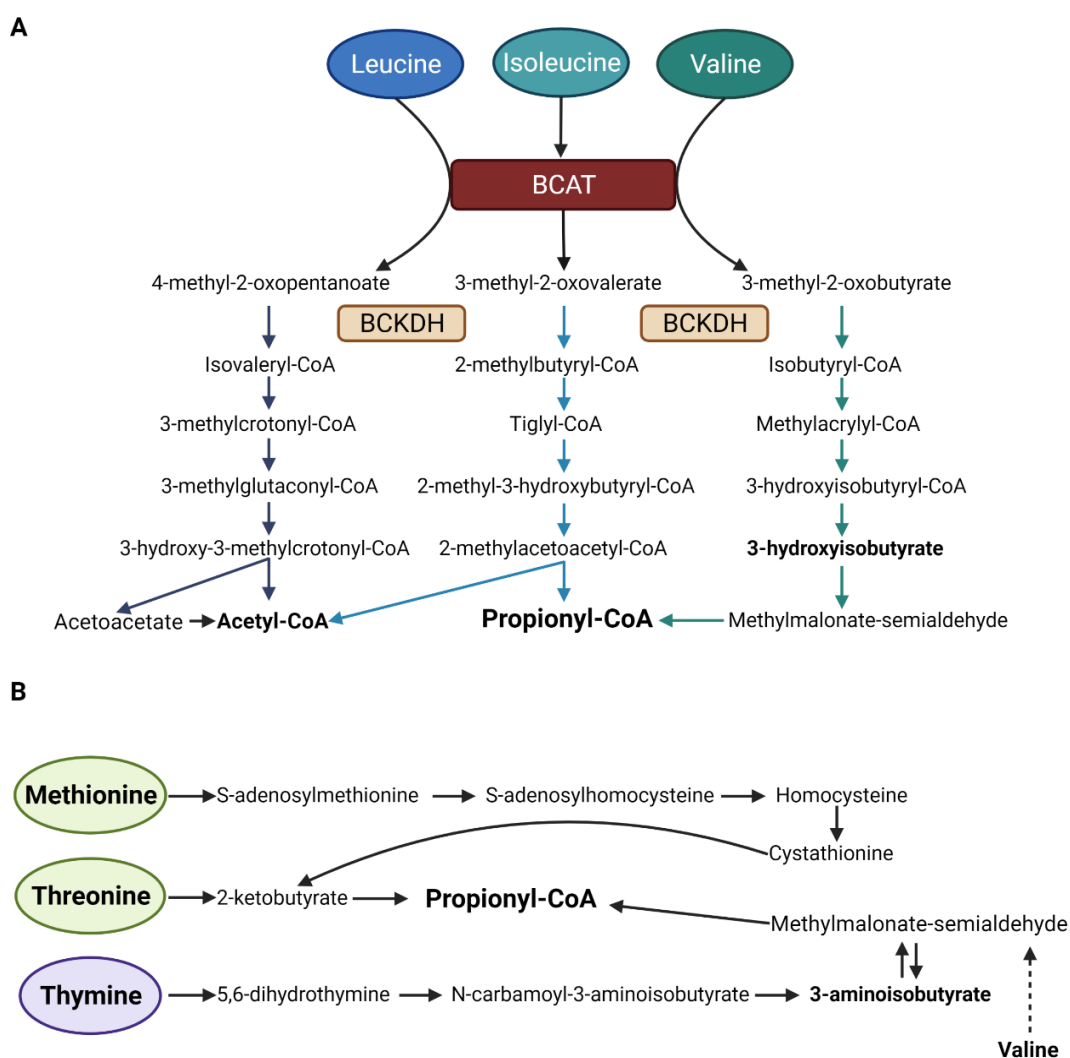 A
Leucine Isoleucine Valine
BCAT
4-methyl-2-oxopentanoate 3-methyl-2-oxovalerate 3-methyl-2-oxobutyrate
BCKDH BCKDH
Isovaleryl-CoA 2-methylbutyryl-CoA Isobutyryl-CoA
3-methylcrotonyl-CoA Tiglyl-CoA Methylacrylyl-CoA
3-methylglutaconyl-CoA 2-methyl-3-hydroxybutyryl-CoA 3-hydroxyisobutyryl-CoA
3-hydroxy-3-methylcrotonyl-CoA 2-methylacetoacetyl-CoA 3-hydroxyisobutyrate
Acetoacetate Acetyl-CoA Propionyl-CoA Methylmalonate-semialdehyde
B
Methionine S-adenosylmethionine S-adenosylhomocysteine Homocysteine
Cystathionine
Threonine 2-ketobutyrate Propionyl-CoA
Methylmalonate-semialdehyde
Thymine 5,6-dihydrothymine N-carbamoyl-3-aminoisobutyrate 3-aminoisobutyrate
Valine